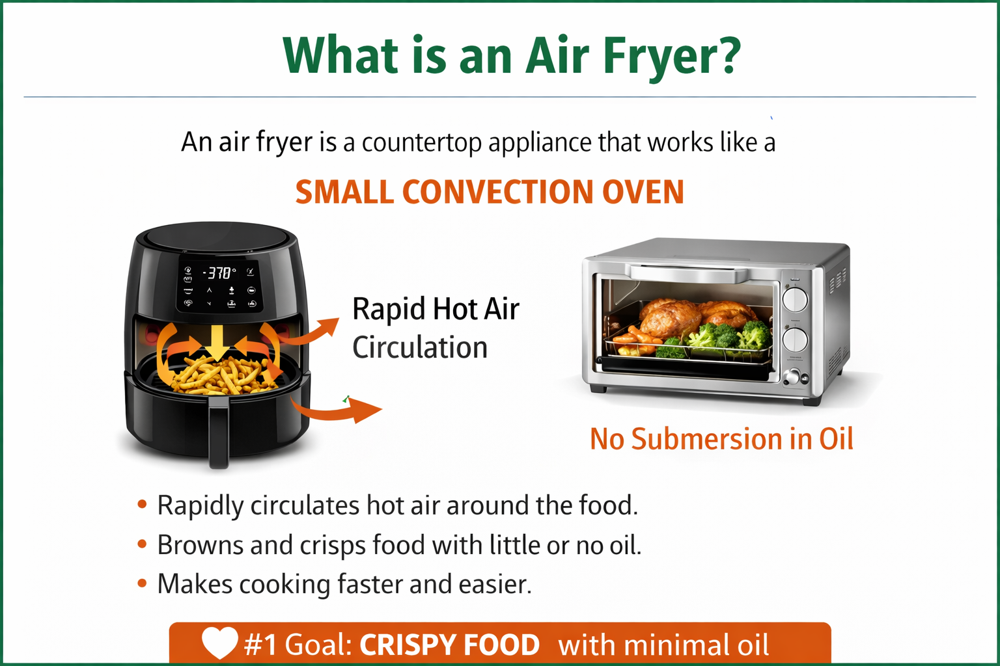 What is an Air Fryer?
An air fryer is a countertop appliance that works like a
SMALL CONVECTION OVEN
-370°
Rapid Hot Air
Circulation
No Submersion in Oil
• Rapidly circulates hot air around the food.
• Browns and crisps food with little or no oil.
• Makes cooking faster and easier.
#1 Goal: CRISPY FOOD with minimal oil